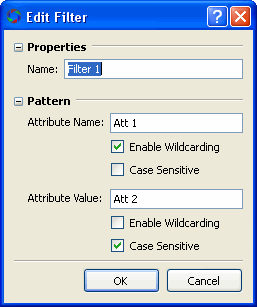 Edit Filter
Properties
Name: Filter 1
Pattern
Attribute Name: Att 1
Enable Wildcarding
Case Sensitive
Attribute Value: Att 2
Enable Wildcarding
Case Sensitive
OK Cancel